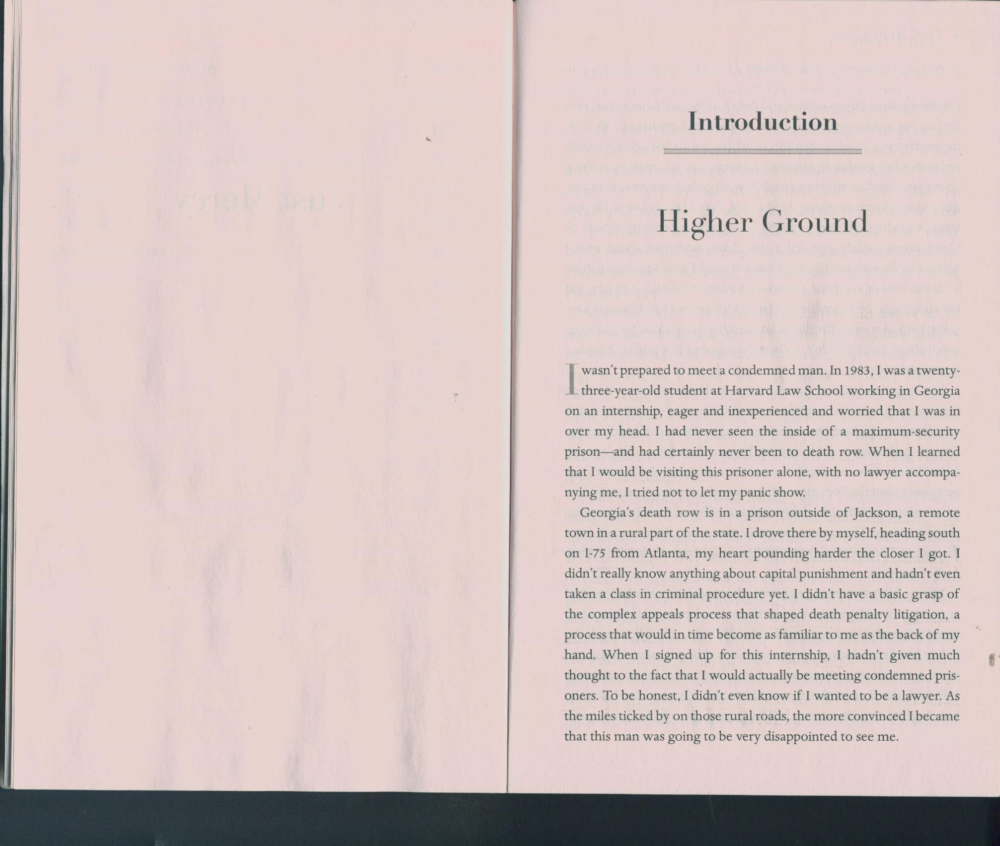 Introduction
Higher Ground
I wasn't prepared to meet a condemned man. In 1983, I was a twenty-
three-year-old student at Harvard Law School working in Georgia
on an internship, eager and inexperienced and worried that I was in
over my head. I had never seen the inside of a maximum-security
prison—and had certainly never been to death row. When I learned
that I would be visiting this prisoner alone, with no lawyer accompa-
nying me, I tried not to let my panic show.
Georgia's death row is in a prison outside of Jackson, a remote
town in a rural part of the state. I drove there by myself, heading south
on I-75 from Atlanta, my heart pounding harder the closer I got. I
didn't really know anything about capital punishment and hadn't even
taken a class in criminal procedure yet. I didn't have a basic grasp of
the complex appeals process that shaped death penalty litigation, a
process that would in time become as familiar to me as the back of my
hand. When I signed up for this internship, I hadn't given much
thought to the fact that I would actually be meeting condemned pris-
oners. To be honest, I didn't even know if I wanted to be a lawyer. As
the miles ticked by on those rural roads, the more convinced I became
that this man was going to be very disappointed to see me.